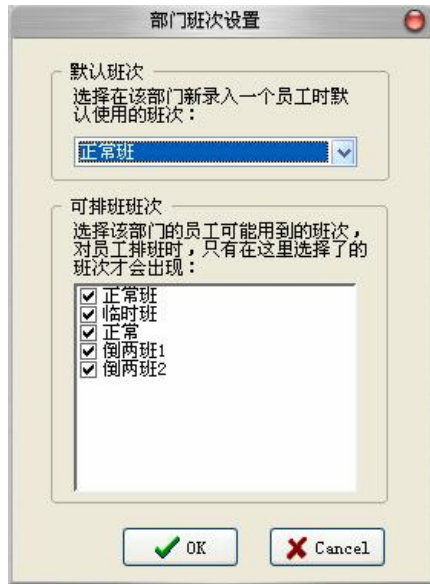 部门班次设置
默认班次
选择在该部门新录入一个员工时默
认使用的班次：
正常班
可排班班次
选择该部门的员工可能用到的班次，
对员工排班时，只有在这里选择了的
班次才会出现：
正常班
临时班
正常
倒两班1
倒两班2
OK
Cancel